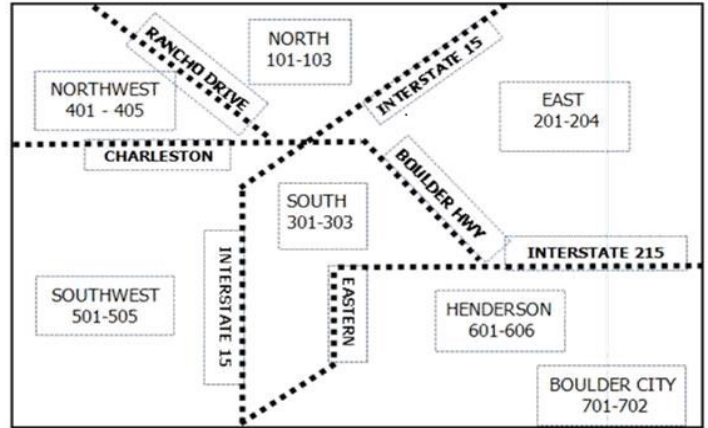 NORTH
101-103
RANCHO DRIVE
INTERSTATE 15
NORTHWEST
401 - 405
EAST
201-204
CHARLESTON
BOULDER HWY
SOUTH
301-303
INTERSTATE 215
INTERSTATE 15
EASTERN
SOUTHWEST
501-505
HENDERSON
601-606
BOULDER CITY
701-702